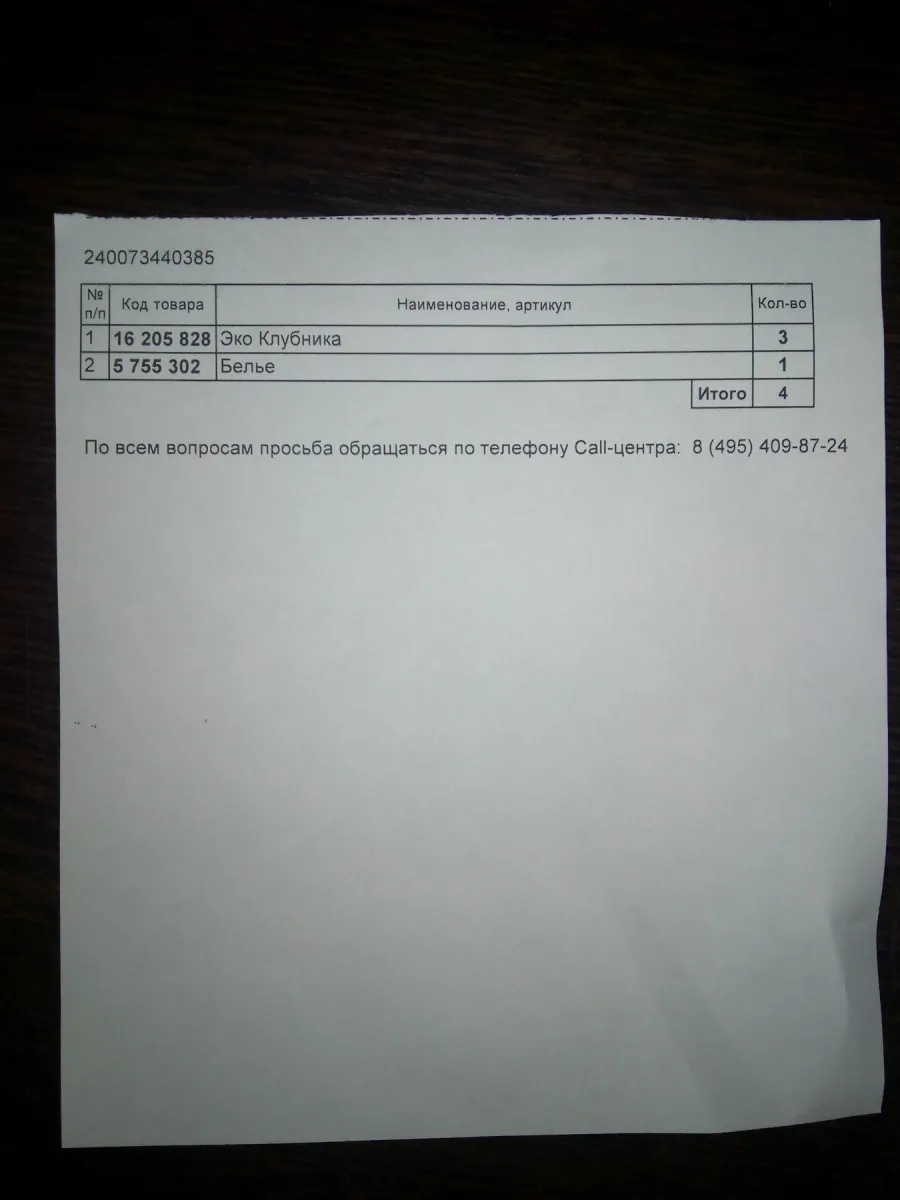 240073440385
№ п/п Код товара Наименование, артикул Кол-во
1 16 205 828 Эко Клубника 3
2 5 755 302 Белье 1
Итого 4
По всем вопросам просьба обращаться по телефону Call-центра: 8 (495) 409-87-24